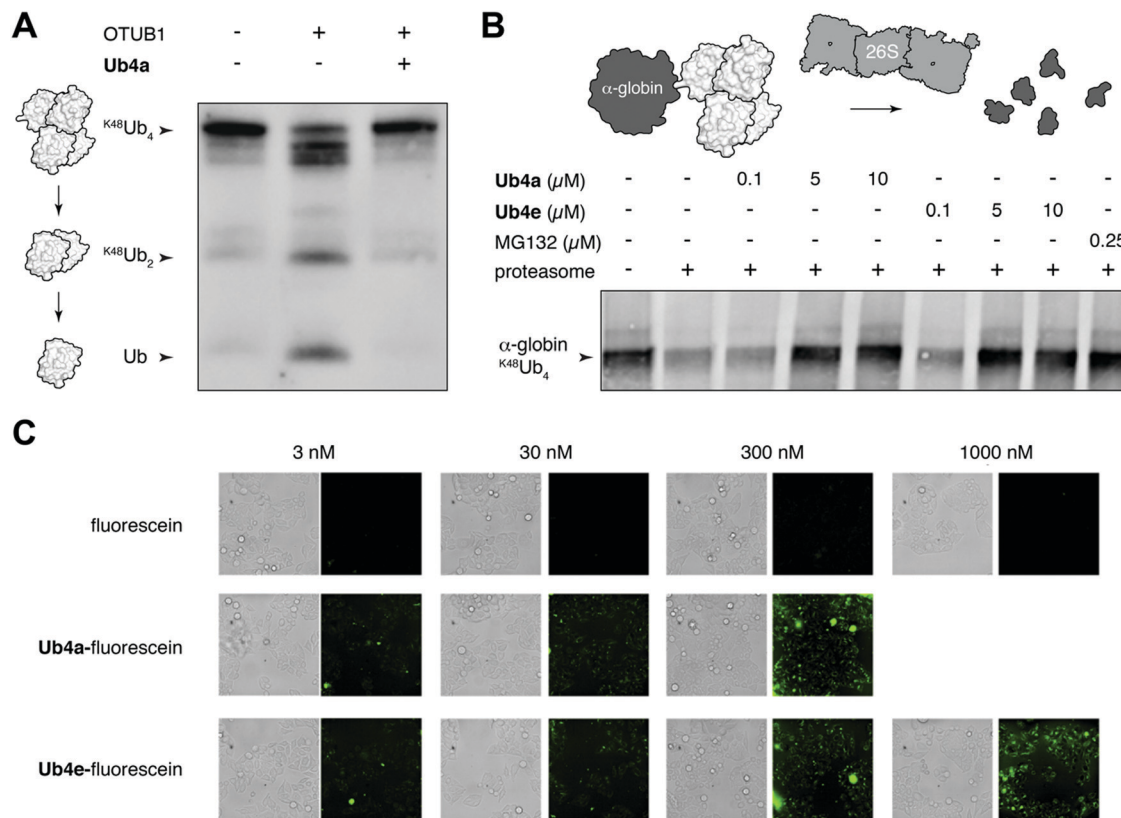 A
OTUB1 - + +
Ub4a +
K48Ub4
K48Ub2
Ub
B
α-globin
26S
Ub4a (μM) - - 0.1 5 10 - - - -
Ub4e (μM) - - - - - 0.1 5 10 -
MG132 (μM) - - - - - - - - 0.25
proteasome - + + + + + + + +
α-globin
K48Ub4
C
3 nM 30 nM 300 nM 1000 nM
fluorescein
Ub4a-fluorescein
Ub4e-fluorescein